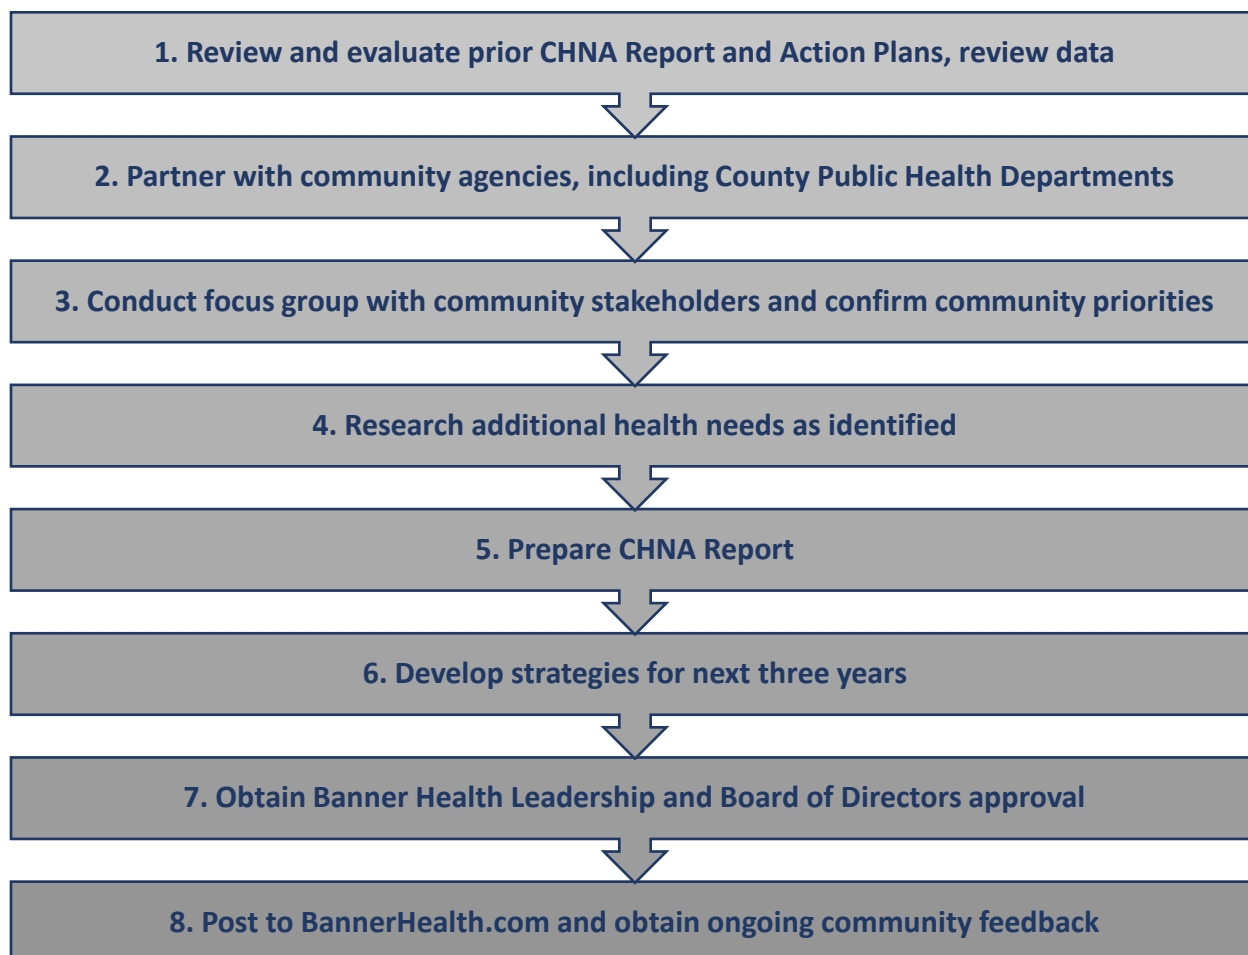 1. Review and evaluate prior CHNA Report and Action Plans, review data
2. Partner with community agencies, including County Public Health Departments
3. Conduct focus group with community stakeholders and confirm community priorities
4. Research additional health needs as identified
5. Prepare CHNA Report
6. Develop strategies for next three years
7. Obtain Banner Health Leadership and Board of Directors approval
8. Post to BannerHealth.com and obtain ongoing community feedback